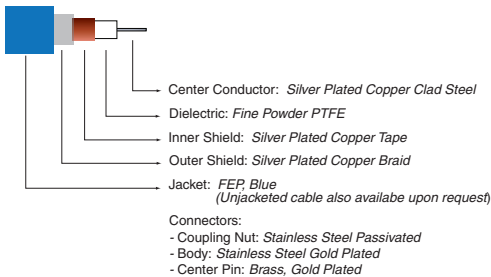 Center Conductor: Silver Plated Copper Clad Steel
Dielectric: Fine Powder PTFE
Inner Shield: Silver Plated Copper Tape
Outer Shield: Silver Plated Copper Braid
Jacket: FEP, Blue
(Unjacketed cable also availabe upon request)
Connectors:
- Coupling Nut: Stainless Steel Passivated
- Body: Stainless Steel Gold Plated
- Center Pin: Brass, Gold Plated